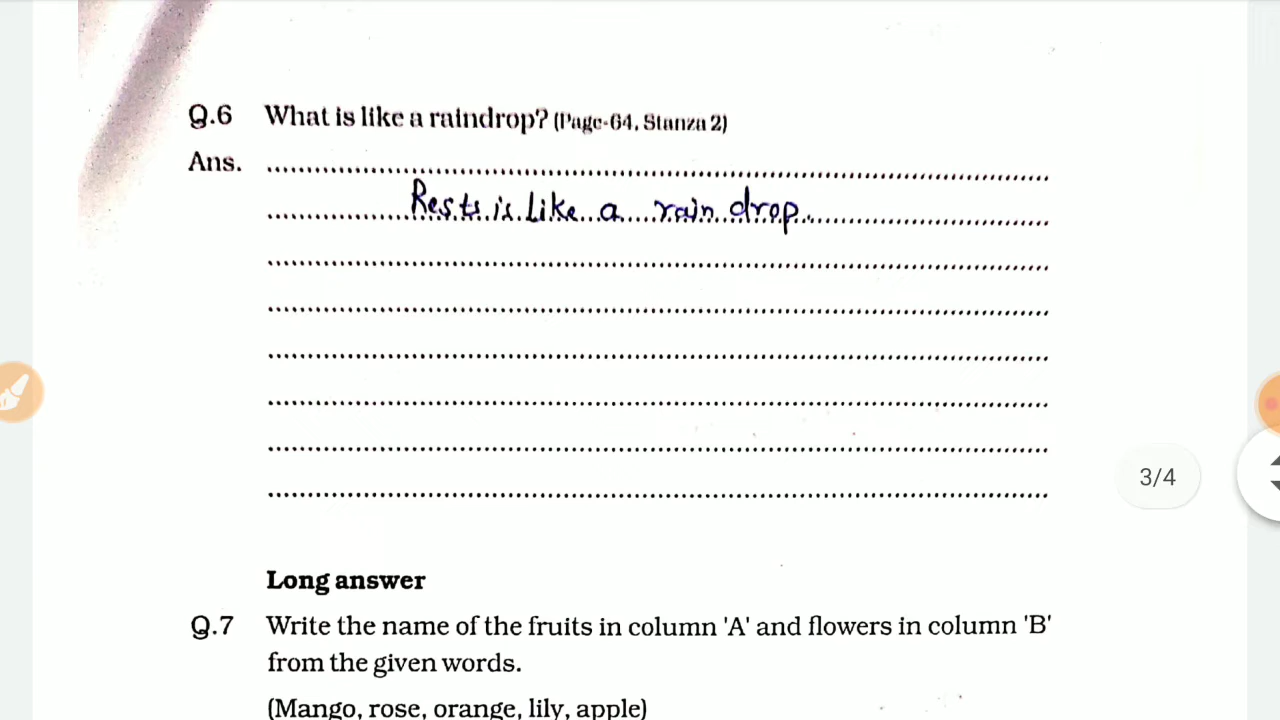 Q.6 What is like a raindrop? (Page-64, Stanza 2)
Ans.
Rests is like a rain drop.
3/4
Long answer
Q.7 Write the name of the fruits in column 'A' and flowers in column 'B'
from the given words.
(Mango, rose, orange, lily, apple)